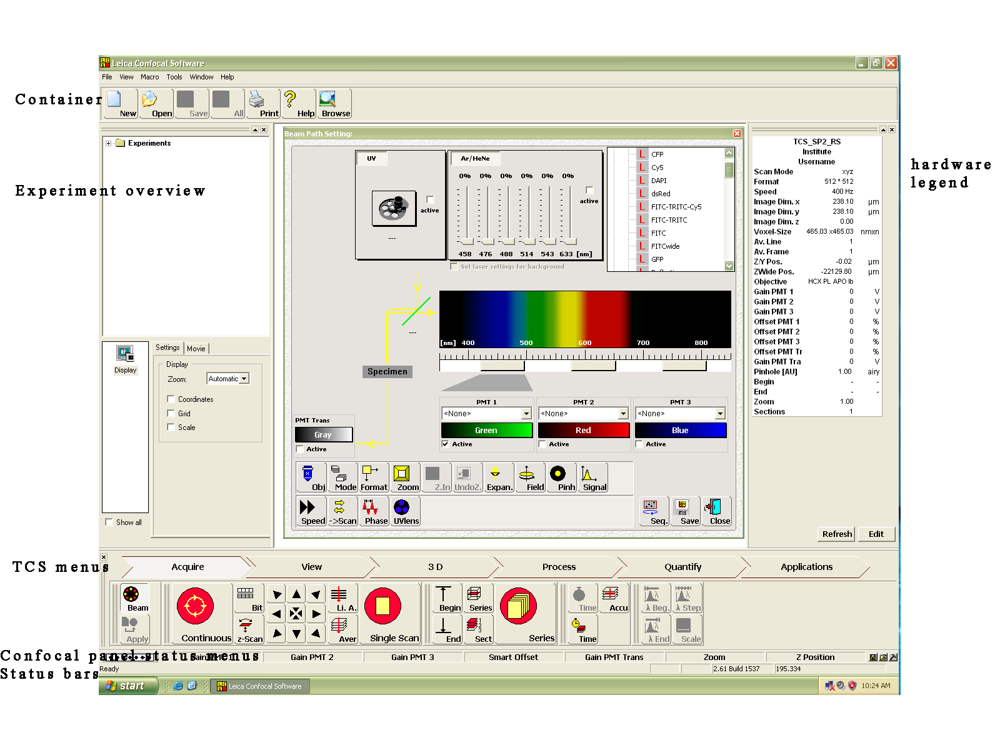 Leica Confocal Software
File View Macro Tools Window Help
Container
New Open Save All Print Help Browse
Experiments
Experiment overview
Display
Settings Movie
Display
Zoom: Automatic
Coordinates
Grid
Scale
Show all
Beam Path Setting:
UV
active
---
Ar/HeNe
0% 0% 0% 0% 0% 0%
active
458 476 488 514 543 633 [nm]
Set laser settings for background
CFP
Cy5
DAPI
dsRed
FITC-TRITC-Cy5
FITC-TRITC
FITC
FITCwide
GFP
---
[nm] 400 500 600 700 800
Specimen
PMT Trans
Gray
Active
PMT 1 PMT 2 PMT 3
<None> <None> <None>
Green Red Blue
Active Active Active
Obj Mode Format Zoom Z.In UndoZ. Expan. Field Pinh Signal
Speed ->Scan Phase UVlens Seq. Save Close
TCS_SP2_RS
Institute
Username
Scan Mode xyz
Format 512 * 512
Speed 400 Hz
Image Dim. x 238.10 µm
Image Dim. y 238.10 µm
Image Dim. z 0.00
Voxel-Size 465.03 x465.03 nmxn
Av. Line 1
Av. Frame 1
Z/Y Pos. -0.02 µm
ZWide Pos. -22129.80 µm
Objective HCX PL APO lb
Gain PMT 1 0 V
Gain PMT 2 0 V
Gain PMT 3 0 V
Offset PMT 1 0 %
Offset PMT 2 0 %
Offset PMT 3 0 %
Offset PMT Tr 0 %
Gain PMT Tra 0 V
Pinhole [AU] 1.00 airy
Begin - -
End - -
Zoom 1.00
Sections 1
Refresh Edit
hardware
legend
TCS menus
Acquire View 3 D Process Quantify Applications
Beam Continuous Bit Li. A. Single Scan Begin Series Series Time Accu λ Beg. λ Step
Apply z-Scan Aver End Sect Time λ End Scale
Confocal panel status menus
Gain PMT 2 Gain PMT 3 Smart Offset Gain PMT Trans Zoom Z Position
Status bars
Ready 2.61 Build 1537 195.334
start Leica Confocal Software 10:24 AM